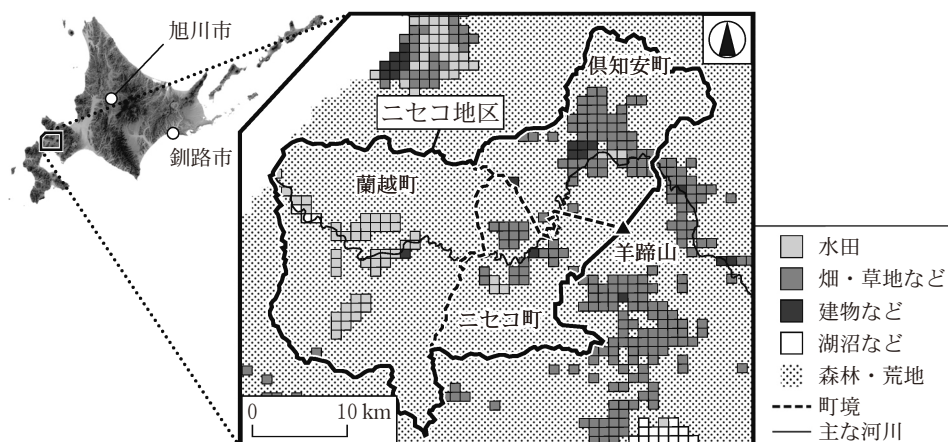 旭川市
釧路市
ニセコ地区
倶知安町
蘭越町
羊蹄山
ニセコ町
0 10 km
水田
畑・草地など
建物など
湖沼など
森林・荒地
町境
主な河川